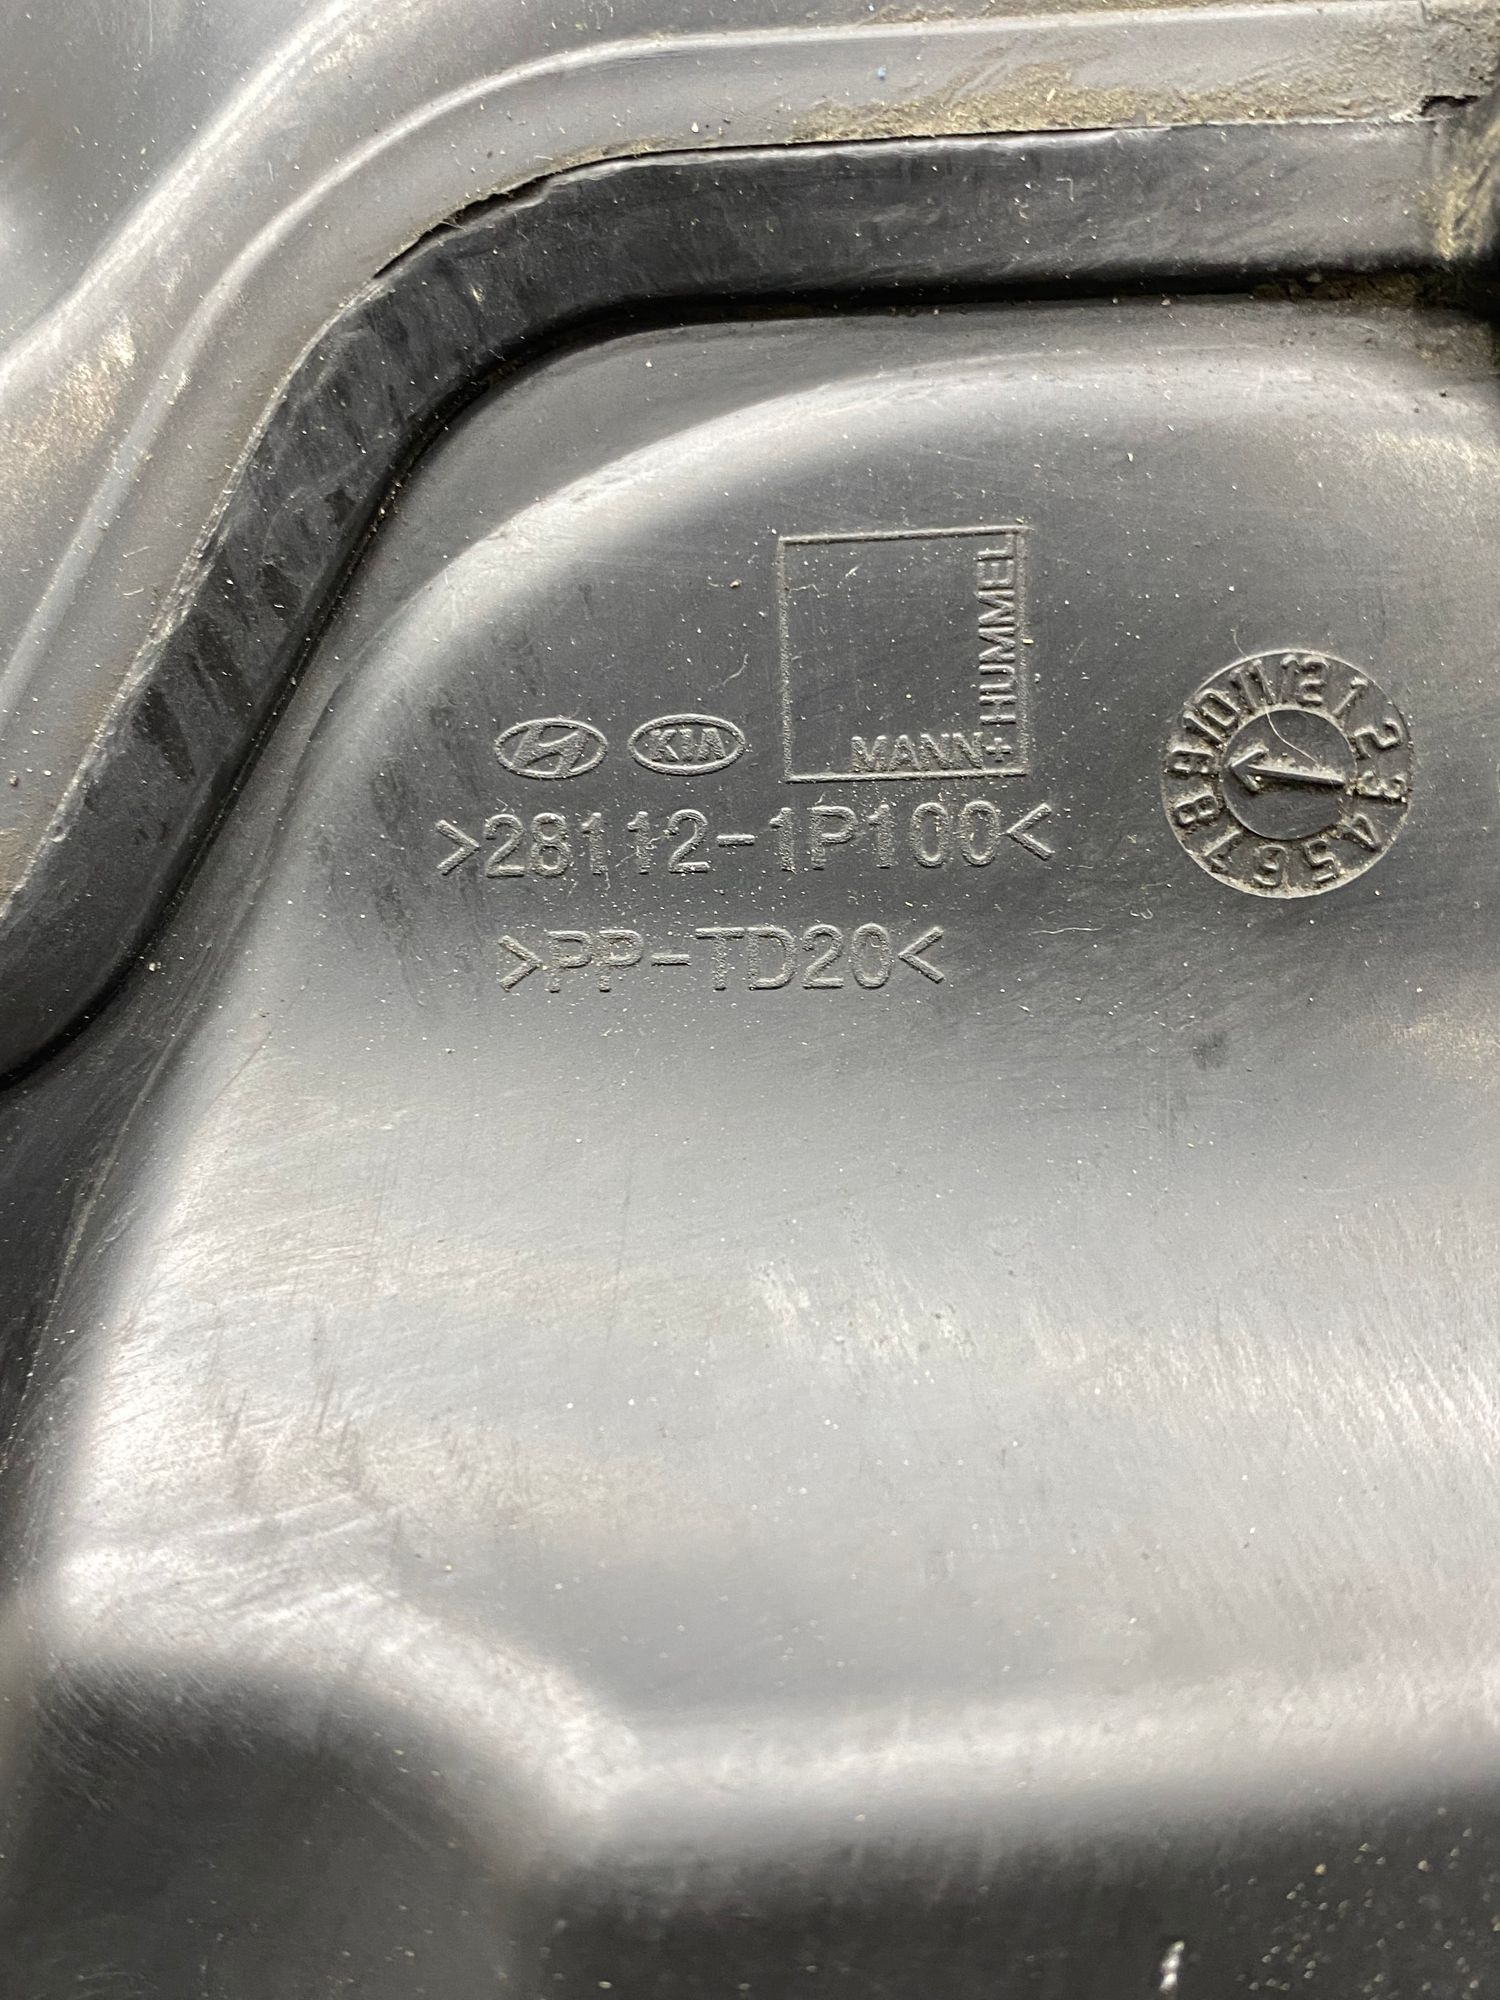 HUMMEL
KIA
MANN+
>28112-1P100<
>PP-TD20<
1 2 3 4 5 6 7 8 9 10 11 12